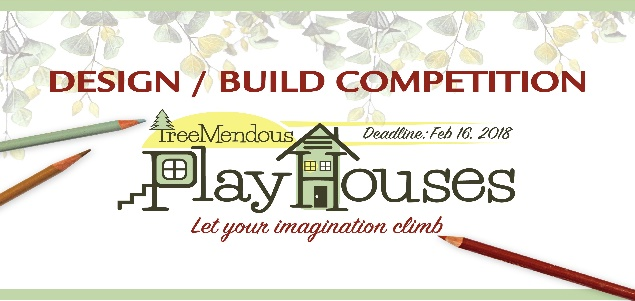 DESIGN / BUILD COMPETITION
TreeMendous
Deadline: Feb 16, 2018
PlayHouses
Let your imagination climb